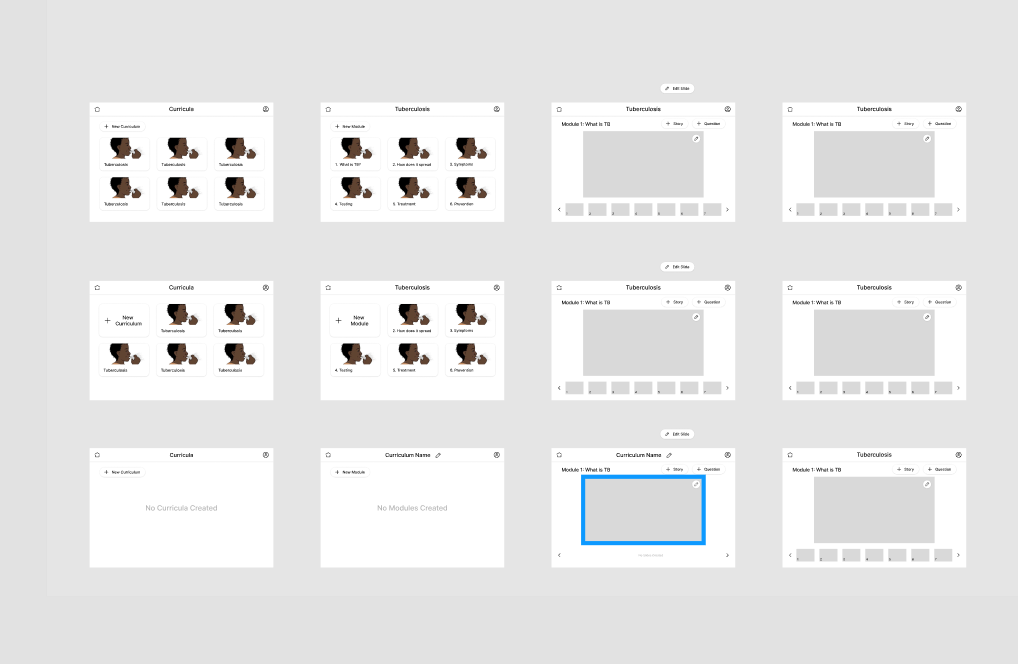 Edit Slide
Curricula
Tuberculosis
Tuberculosis
Tuberculosis
New Curriculum
New Module
Module 1: What is TB
Story
Question
Module 1: What is TB
Story
Question
Tuberculosis
Tuberculosis
Tuberculosis
1. What is TB?
2. How does it spread
3. Symptoms
Tuberculosis
Tuberculosis
Tuberculosis
4. Testing
5. Treatment
6. Prevention
Edit Slide
Curricula
Tuberculosis
Tuberculosis
Tuberculosis
Module 1: What is TB
Story
Question
Module 1: What is TB
Story
Question
New
Curriculum
Tuberculosis
Tuberculosis
New
Module
2. How does it spread
3. Symptoms
Tuberculosis
Tuberculosis
Tuberculosis
4. Testing
5. Treatment
6. Prevention
Edit Slide
Curricula
Curriculum Name
Curriculum Name
Tuberculosis
New Curriculum
New Module
Module 1: What is TB
Story
Question
Module 1: What is TB
Story
Question
No Curricula Created
No Modules Created